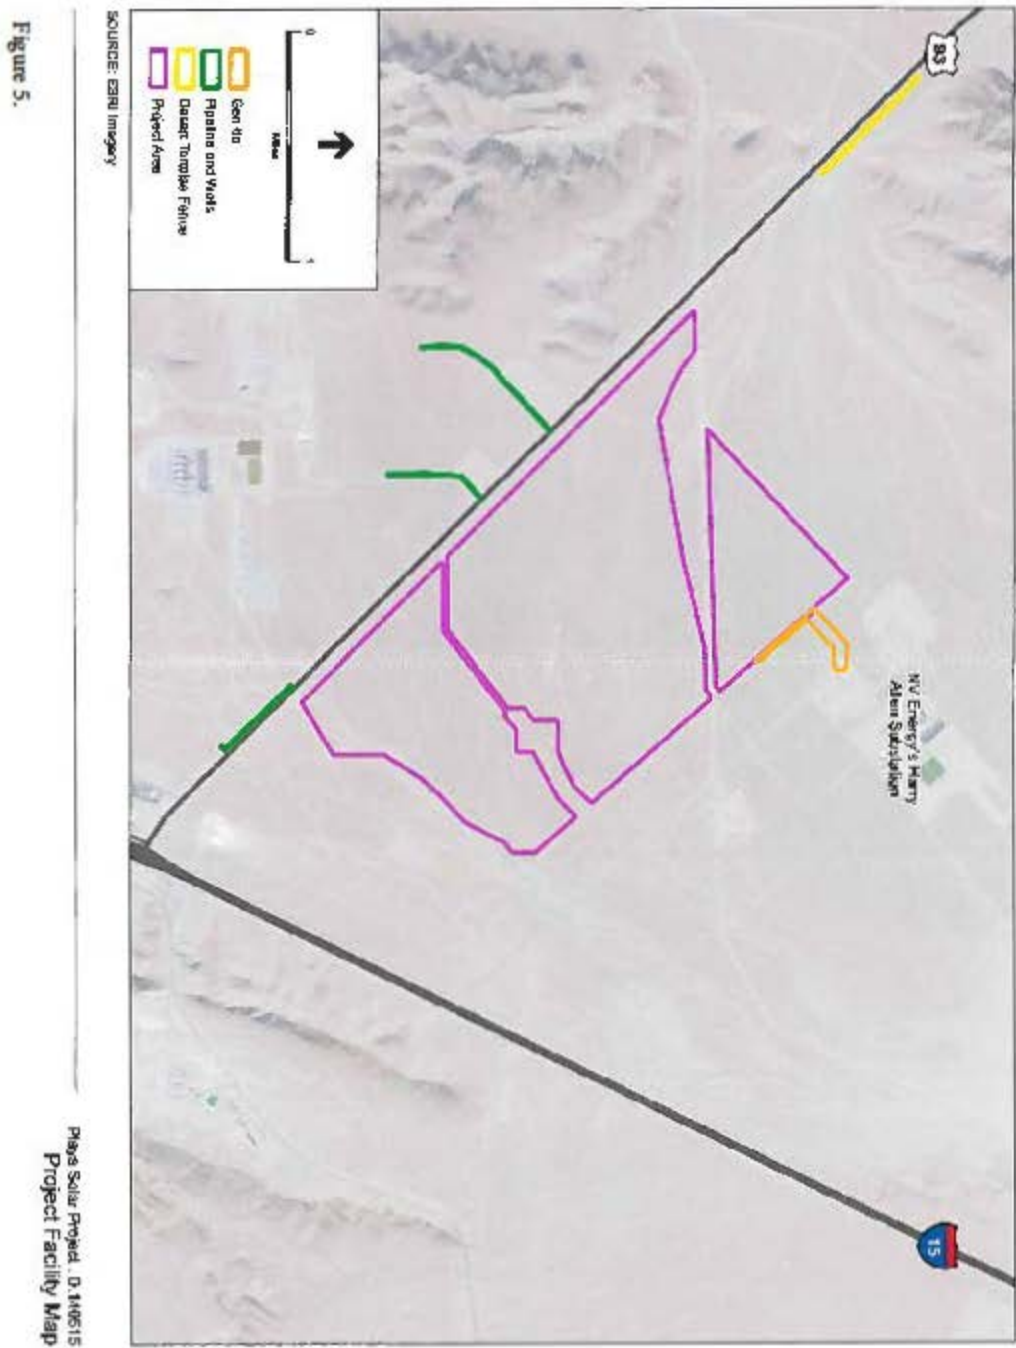 93
15
NV Energy's Harry
Allen Substation
0
1
Miles
Gen-tie
Pipeline and Wells
Desert Tortoise Fence
Project Area
SOURCE: ESRI Imagery
Playa Solar Project . D.140515
Figure 5.
Project Facility Map